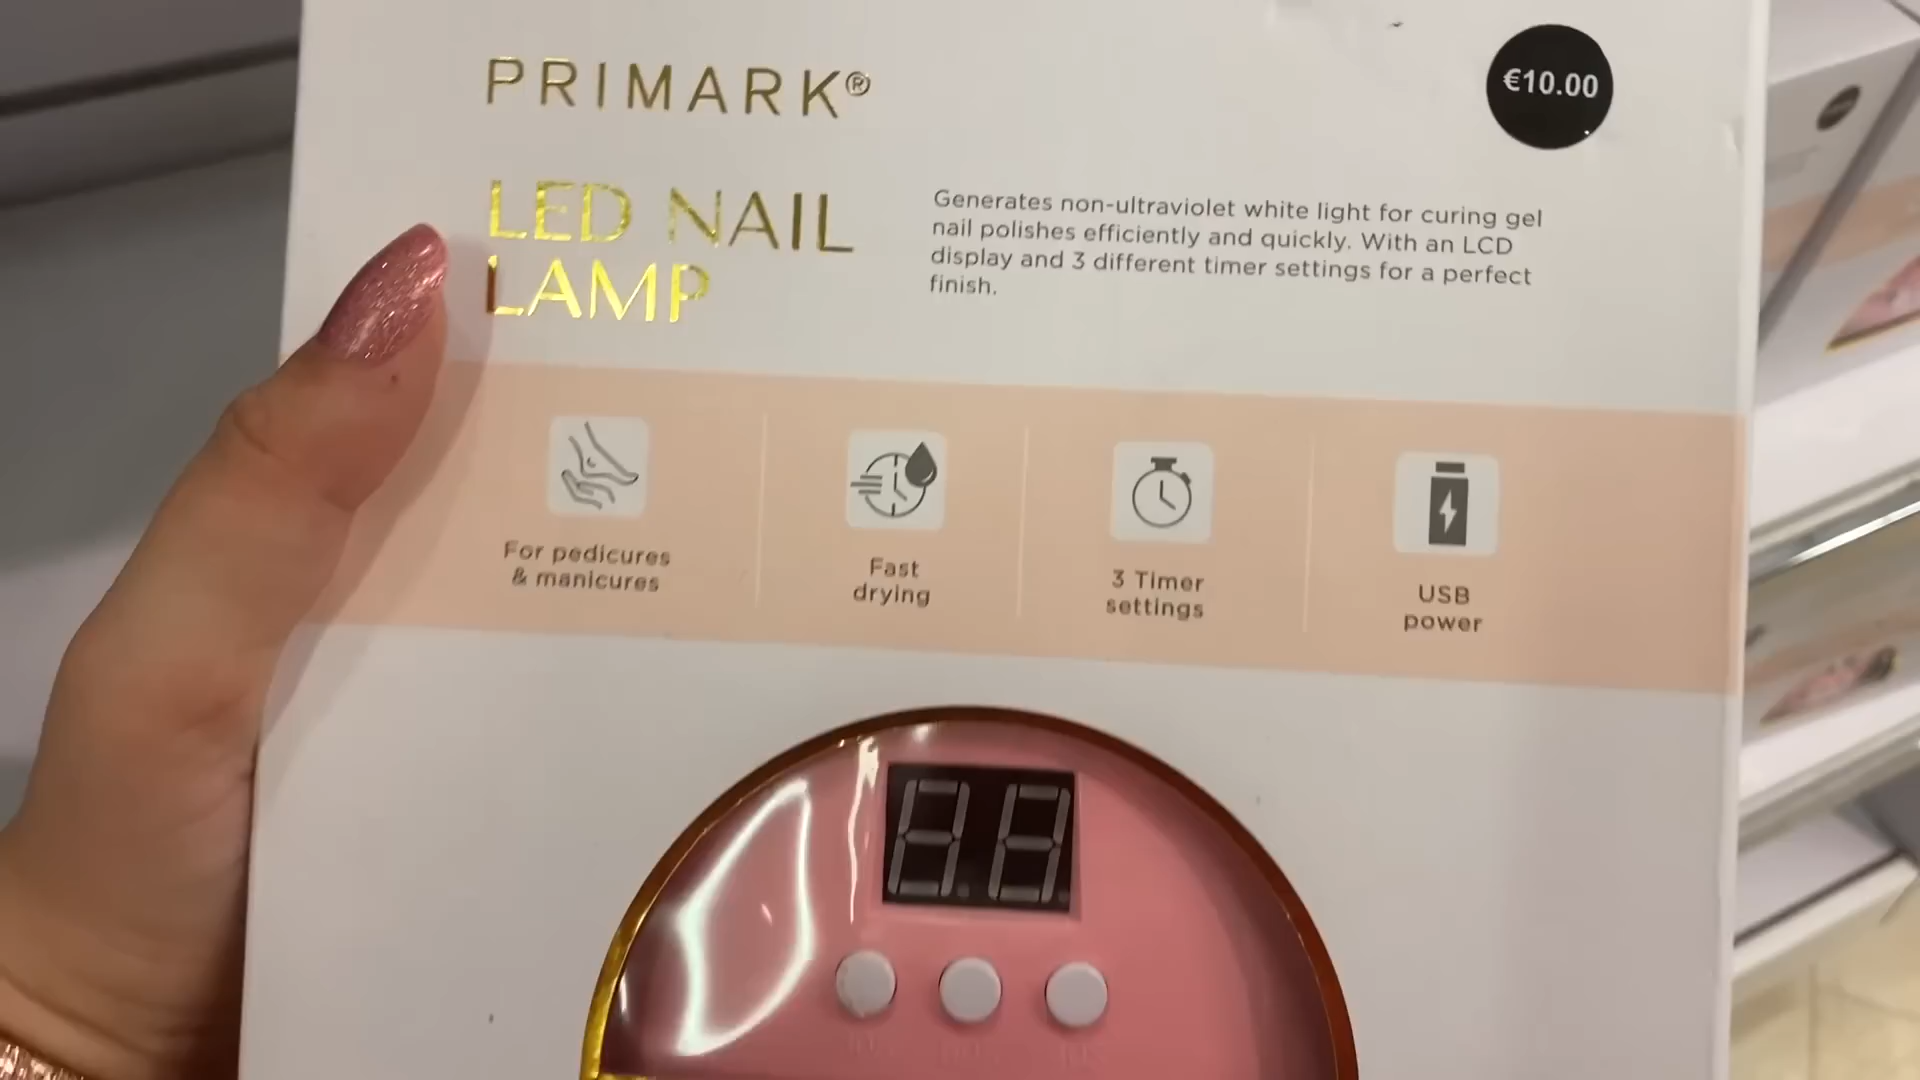 PRIMARK®
€10.00
LED NAIL
LAMP
Generates non-ultraviolet white light for curing gel
nail polishes efficiently and quickly. With an LCD
display and 3 different timer settings for a perfect
finish.
For pedicures
& manicures
Fast
drying
3 Timer
settings
USB
power